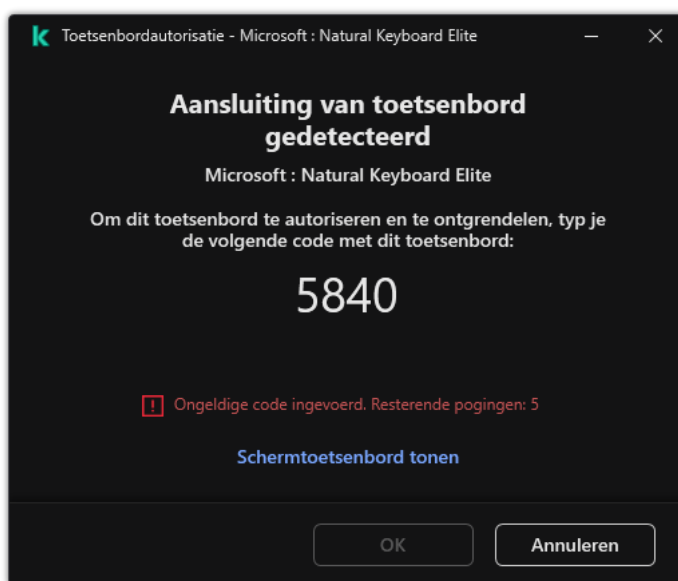 Toetsenbordautorisatie - Microsoft : Natural Keyboard Elite
Aansluiting van toetsenbord
gedetecteerd
Microsoft : Natural Keyboard Elite
Om dit toetsenbord te autoriseren en te ontgrendelen, typ je
de volgende code met dit toetsenbord:
5840
Ongeldige code ingevoerd. Resterende pogingen: 5
Schermtoetsenbord tonen
OK
Annuleren